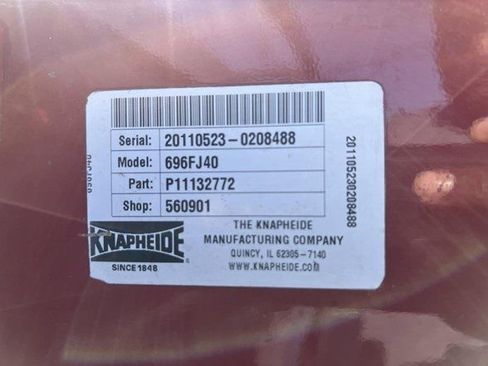 Serial: 20110523-0208488
Model: 696FJ40
Part: P11132772
Shop: 560901
KNAPHEIDE
SINCE 1848
THE KNAPHEIDE
MANUFACTURING COMPANY
QUINCY, IL 62305-7140
WWW.KNAPHEIDE.com
201105230208488